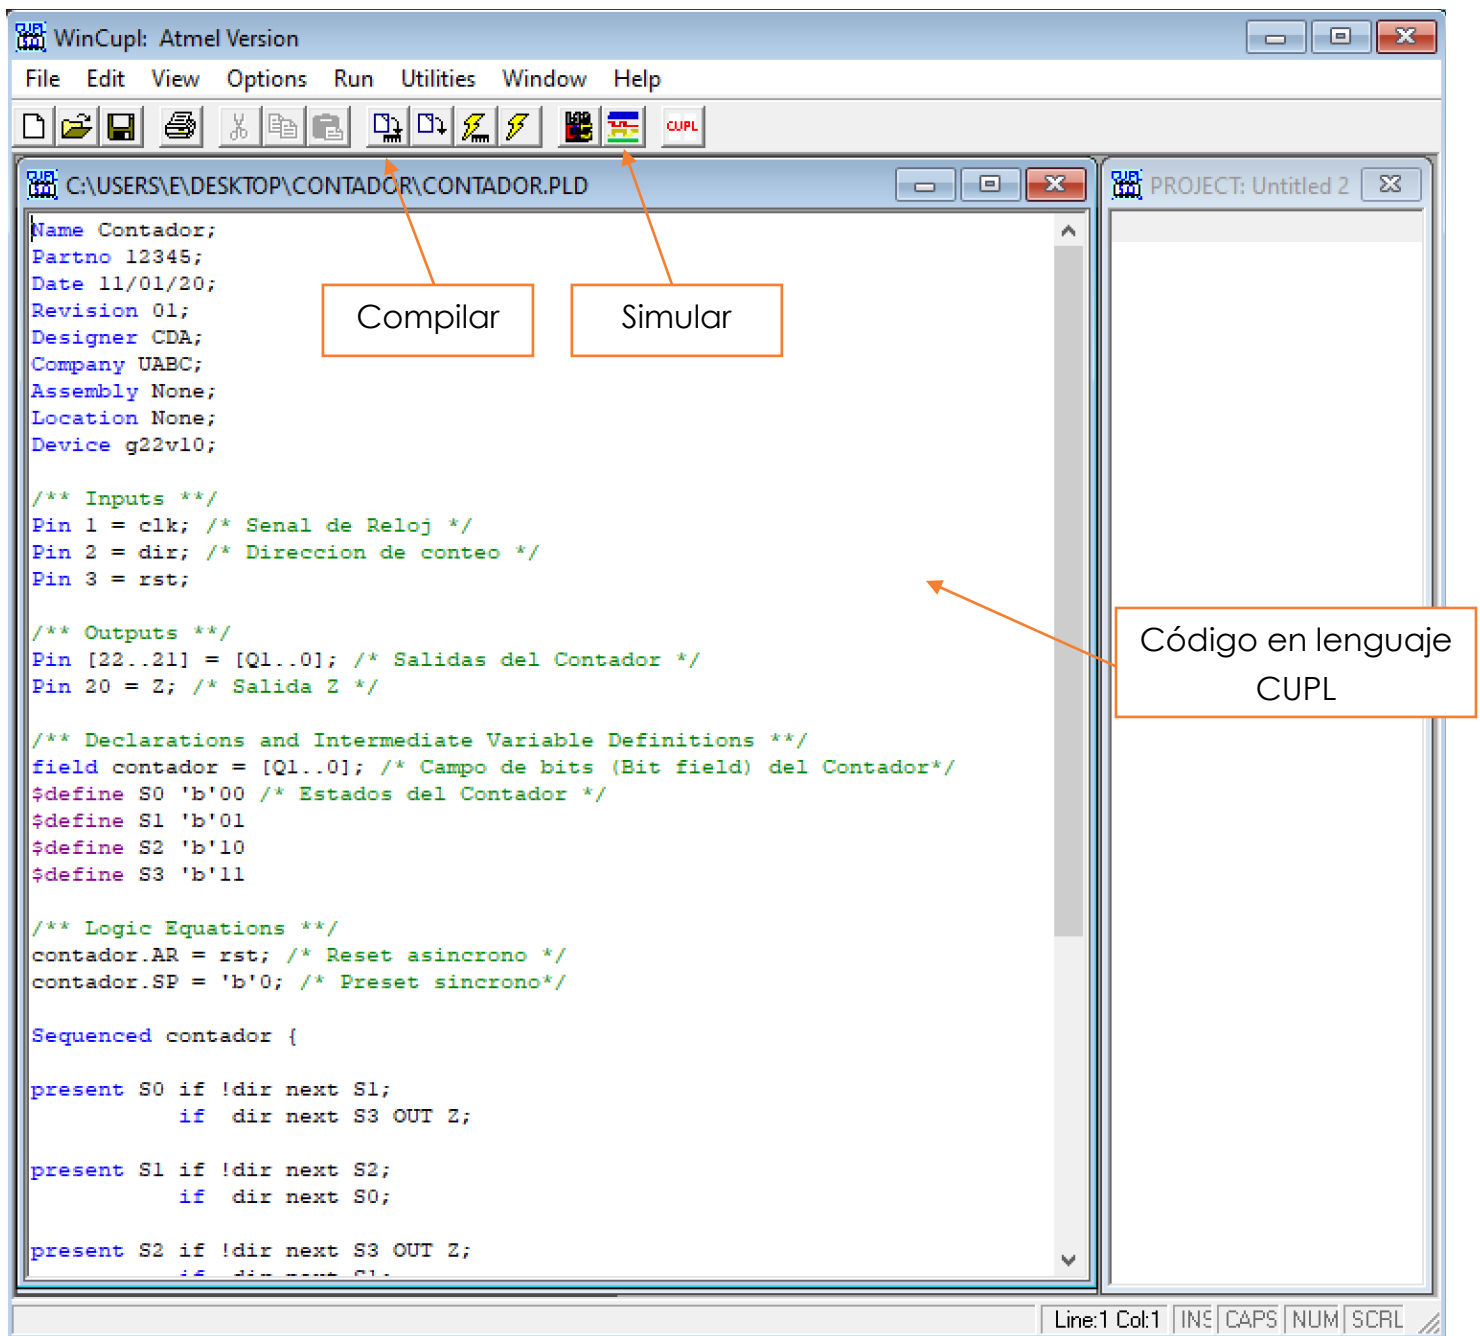 WinCupl: Atmel Version
File Edit View Options Run Utilities Window Help
CUPL
C:\USERS\E\DESKTOP\CONTADOR\CONTADOR.PLD
PROJECT: Untitled 2
Name Contador;
Partno 12345;
Date 11/01/20;
Revision 01;
Designer CDA;
Company UABC;
Assembly None;
Location None;
Device g22v10;
Compilar
Simular
/** Inputs **/
Pin 1 = clk; /* Senal de Reloj */
Pin 2 = dir; /* Direccion de conteo */
Pin 3 = rst;
/** Outputs **/
Pin [22..21] = [Q1..0]; /* Salidas del Contador */
Pin 20 = Z; /* Salida Z */
Código en lenguaje
CUPL
/** Declarations and Intermediate Variable Definitions **/
field contador = [Q1..0]; /* Campo de bits (Bit field) del Contador*/
$define S0 'b'00 /* Estados del Contador */
$define S1 'b'01
$define S2 'b'10
$define S3 'b'11
/** Logic Equations **/
contador.AR = rst; /* Reset asincrono */
contador.SP = 'b'0; /* Preset sincrono*/
Sequenced contador {
present S0 if !dir next S1;
if dir next S3 OUT Z;
present S1 if !dir next S2;
if dir next S0;
present S2 if !dir next S3 OUT Z;
if dir next S1;
Line:1 Col:1 INS CAPS NUM SCRL